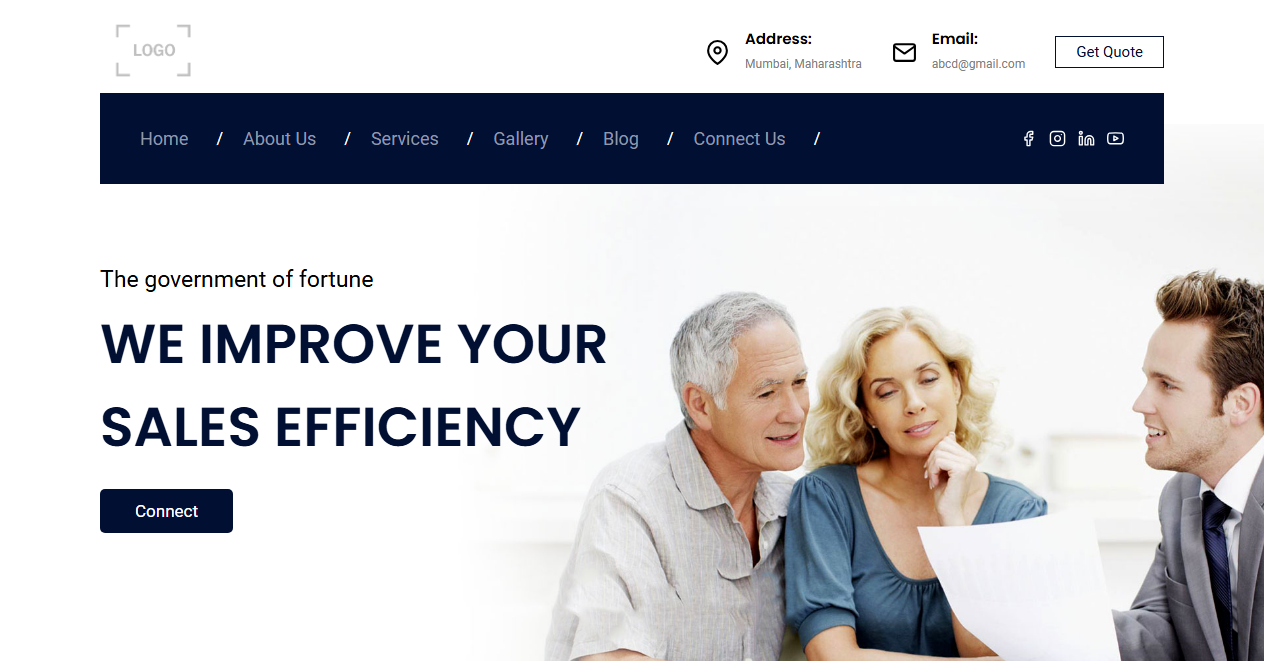 LOGO
Address:
Mumbai, Maharashtra
Email:
abcd@gmail.com
Get Quote
Home / About Us / Services / Gallery / Blog / Connect Us /
The government of fortune
WE IMPROVE YOUR
SALES EFFICIENCY
Connect